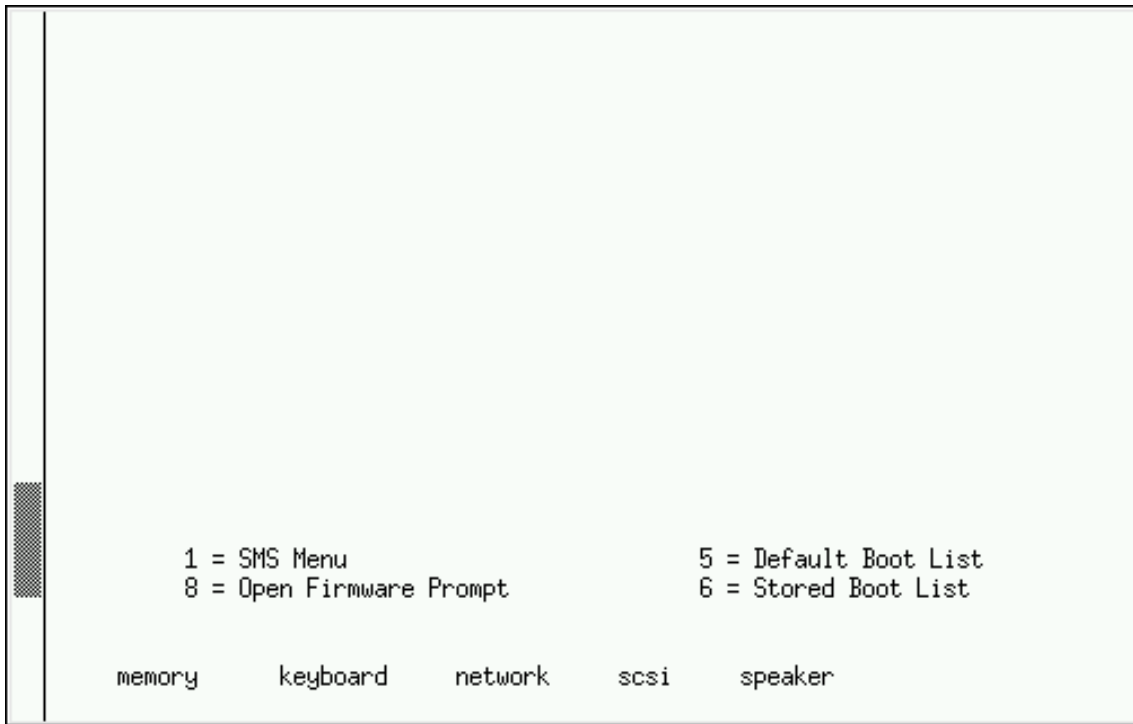 1 = SMS Menu 5 = Default Boot List
8 = Open Firmware Prompt 6 = Stored Boot List
memory keyboard network scsi speaker